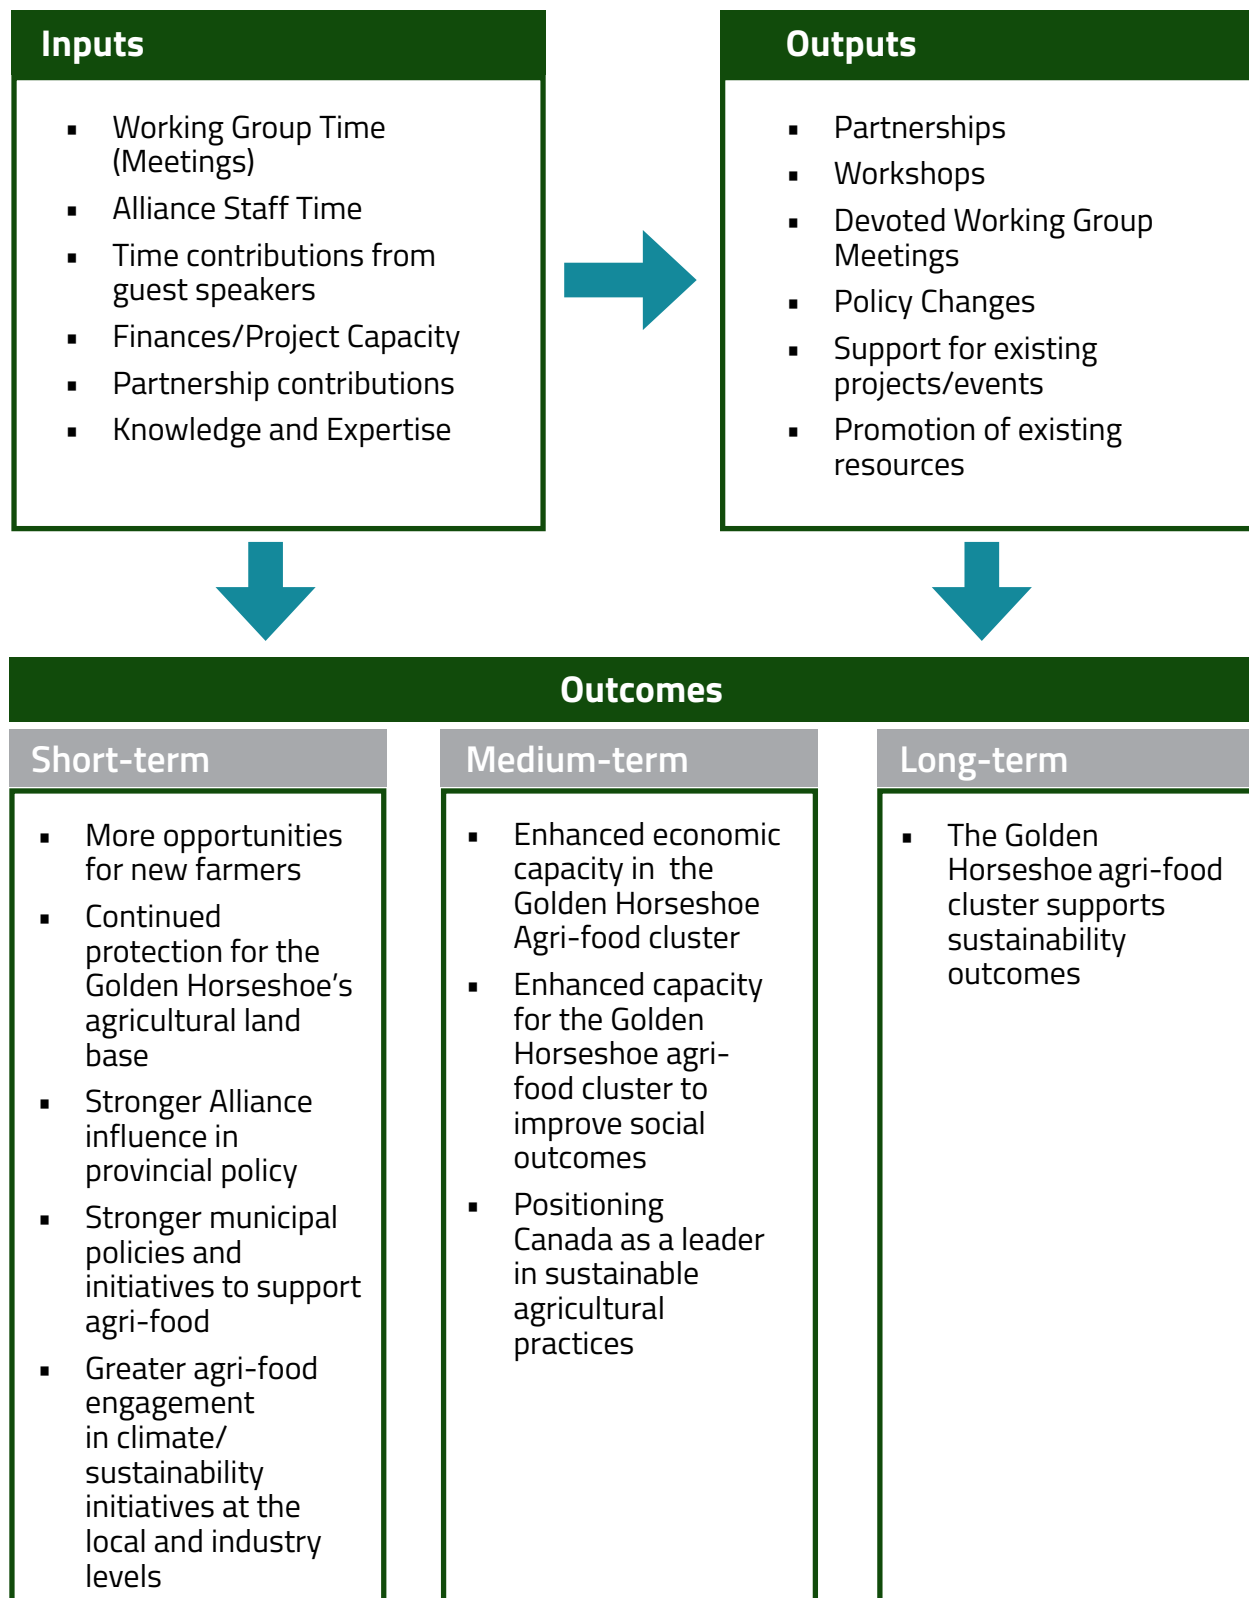 Inputs
Working Group Time
(Meetings)
Alliance Staff Time
Time contributions from
guest speakers
Finances/Project Capacity
Partnership contributions
Knowledge and Expertise
Outputs
Partnerships
Workshops
Devoted Working Group
Meetings
Policy Changes
Support for existing
projects/events
Promotion of existing
resources
Outcomes
Short-term
More opportunities
for new farmers
Continued
protection for the
Golden Horseshoe’s
agricultural land
base
Stronger Alliance
influence in
provincial policy
Stronger municipal
policies and
initiatives to support
agri-food
Greater agri-food
engagement
in climate/
sustainability
initiatives at the
local and industry
levels
Medium-term
Enhanced economic
capacity in the
Golden Horseshoe
Agri-food cluster
Enhanced capacity
for the Golden
Horseshoe agri-
food cluster to
improve social
outcomes
Positioning
Canada as a leader
in sustainable
agricultural
practices
Long-term
The Golden
Horseshoe agri-food
cluster supports
sustainability
outcomes